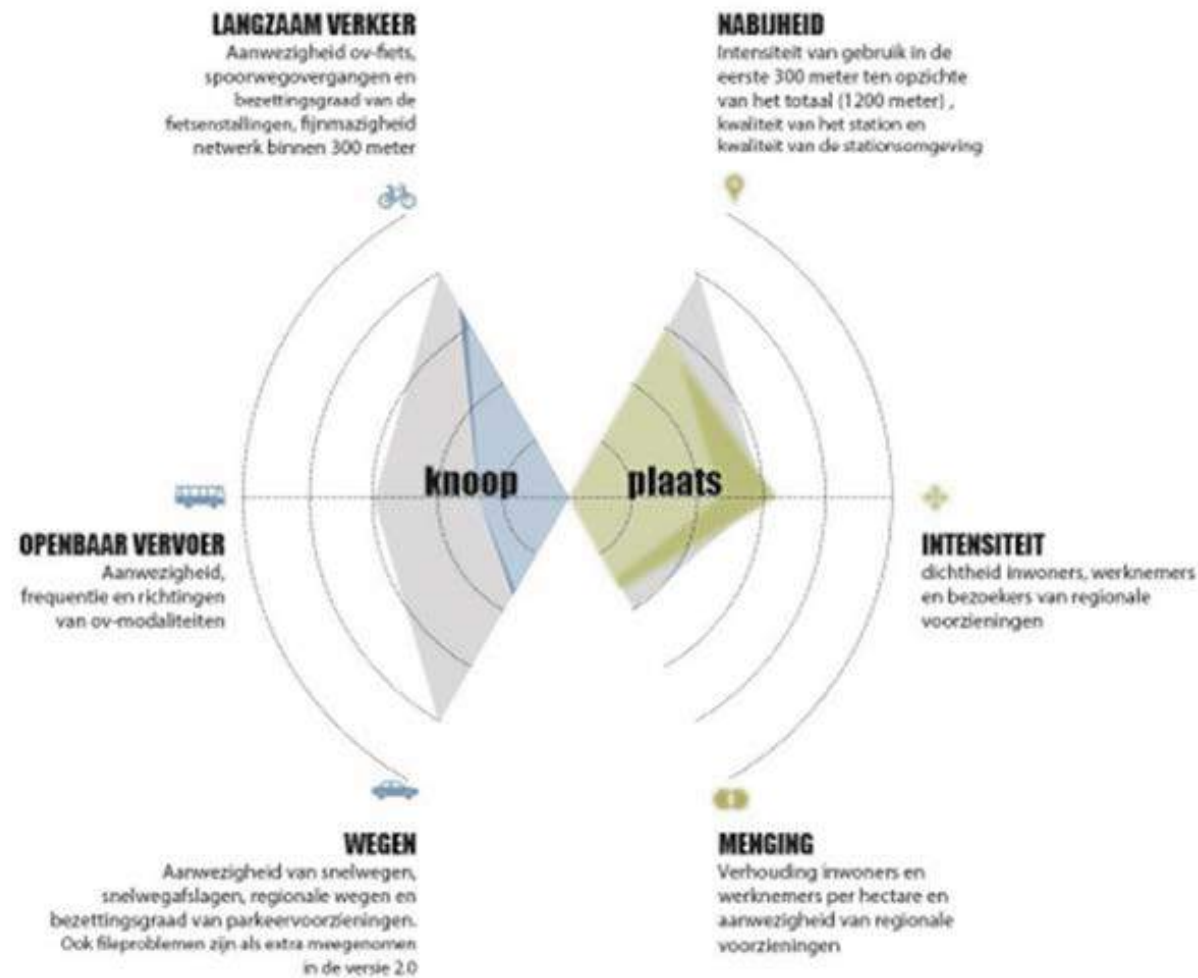 LANGZAAM VERKEER
Aanwezigheid ov-fiets,
spoorwegovergangen en
bezettingsgraad van de
fietsenstallingen, fijnmazigheid
netwerk binnen 300 meter
NABIJHEID
Intensiteit van gebruik in de
eerste 300 meter ten opzichte
van het totaal (1200 meter) ,
kwaliteit van het station en
kwaliteit van de stationsomgeving
knoop
plaats
OPENBAAR VERVOER
Aanwezigheid,
frequentie en richtingen
van ov-modaliteiten
INTENSITEIT
dichtheid inwoners, werknemers
en bezoekers van regionale
voorzieningen
WEGEN
Aanwezigheid van snelwegen,
snelwegafslagen, regionale wegen en
bezettingsgraad van parkeervoorzieningen.
Ook fileproblemen zijn als extra meegenomen
in de versie 2.0
MENGING
Verhouding inwoners en
werknemers per hectare en
aanwezigheid van regionale
voorzieningen